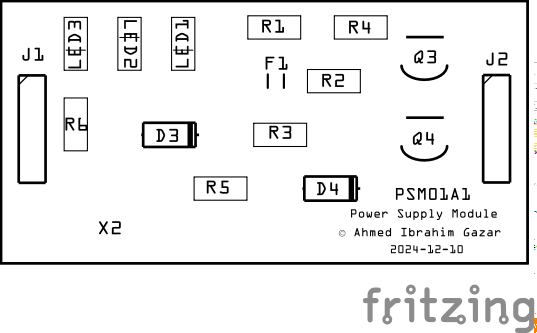 LED3
LED2
LED1
R1
R4
J1
F1
Q3
J2
R2
R6
D3
R3
Q4
R5
D4
PSM01A1
Power Supply Module
X2
© Ahmed Ibrahim Gazar
2024-12-10
fritzing